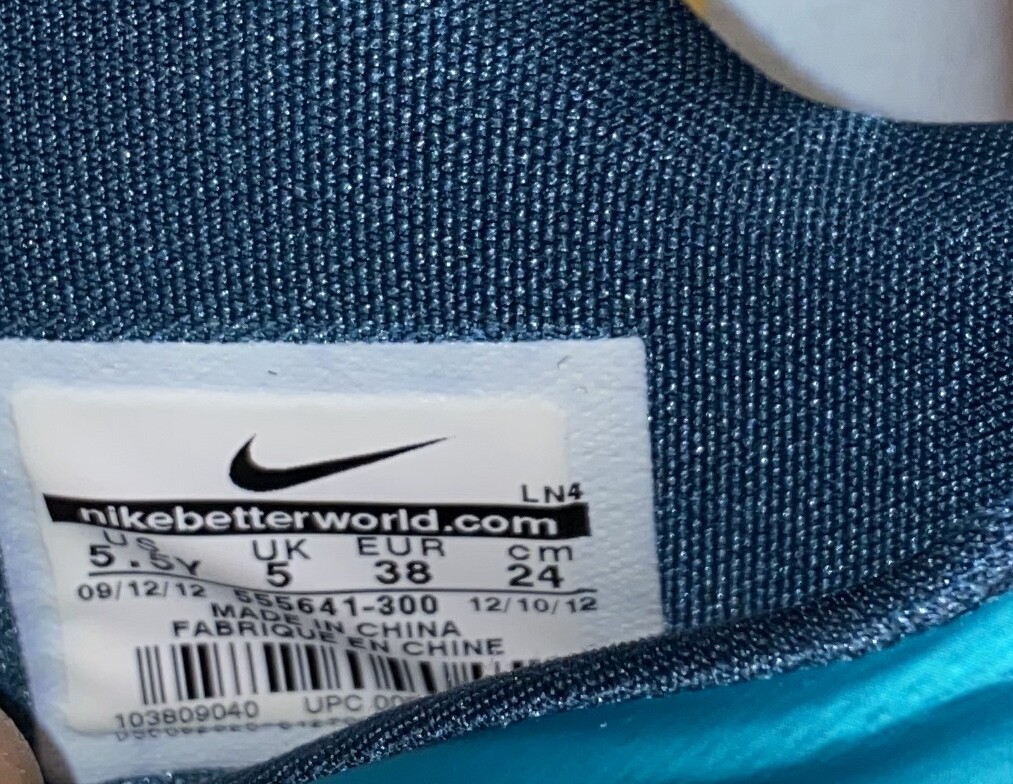 LN4
nikebetterworld.com
US UK EUR cm
5.5Y 5 38 24
09/12/12 555641-300 12/10/12
MADE IN CHINA
FABRIQUE EN CHINE
103809040 UPC